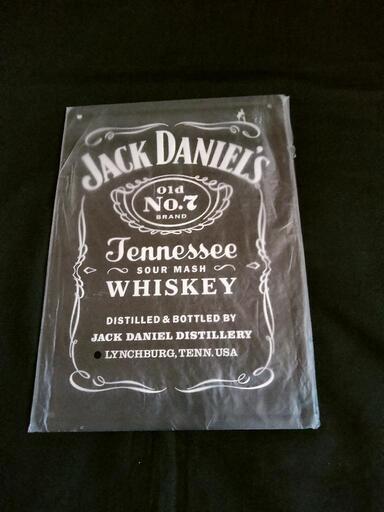 JACK DANIEL'S
Old
No.7
BRAND
Tennessee
SOUR MASH
WHISKEY
DISTILLED & BOTTLED BY
JACK DANIEL DISTILLERY
LYNCHBURG, TENN. USA